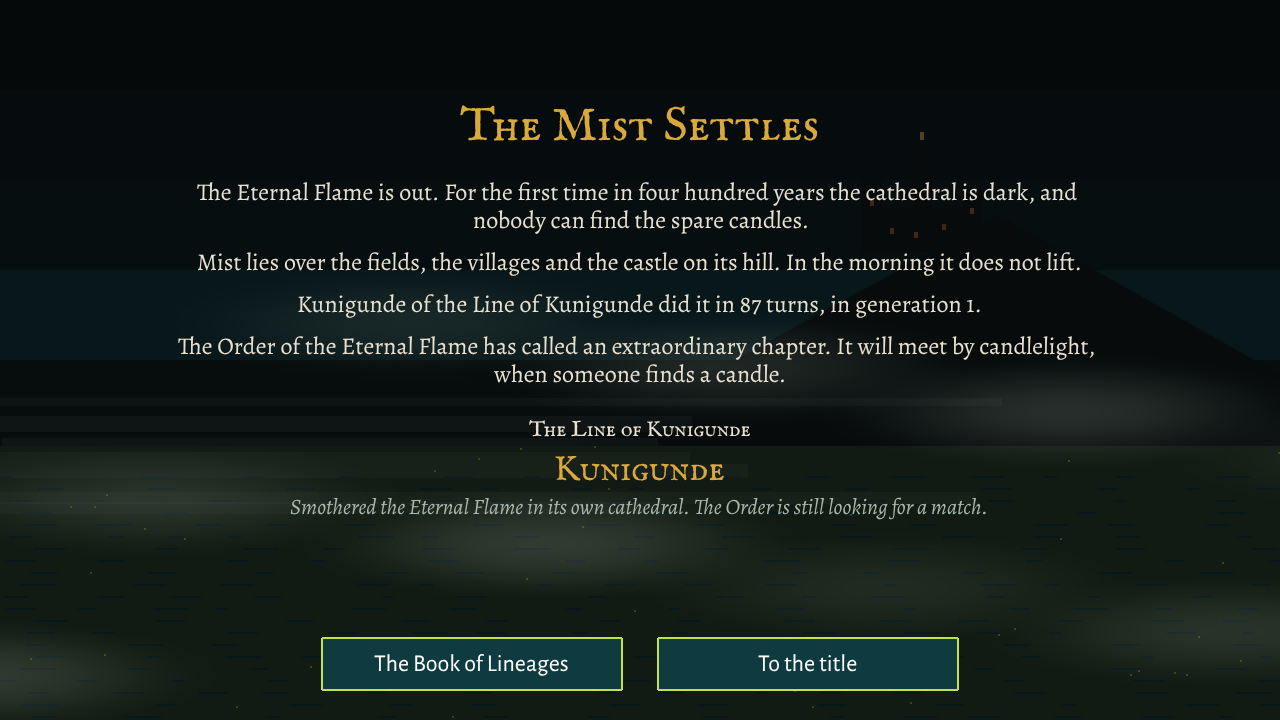 The Mist Settles
The Eternal Flame is out. For the first time in four hundred years the cathedral is dark, and
nobody can find the spare candles.
Mist lies over the fields, the villages and the castle on its hill. In the morning it does not lift.
Kunigunde of the Line of Kunigunde did it in 87 turns, in generation 1.
The Order of the Eternal Flame has called an extraordinary chapter. It will meet by candlelight,
when someone finds a candle.
The Line of Kunigunde
Kunigunde
Smothered the Eternal Flame in its own cathedral. The Order is still looking for a match.
The Book of Lineages
To the title